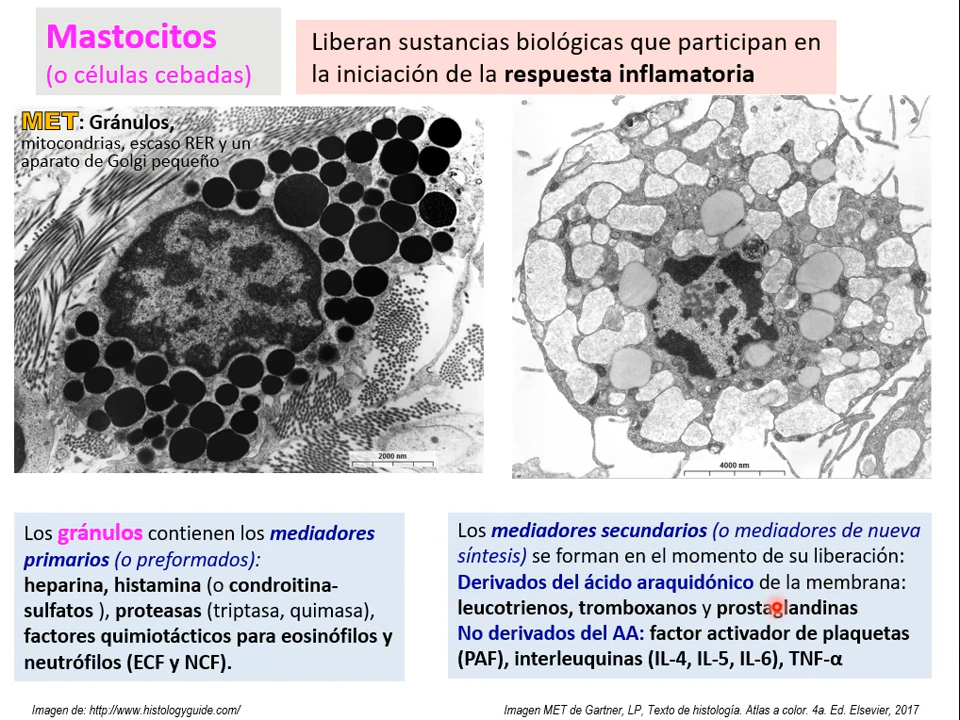 Mastocitos
(o células cebadas)
Liberan sustancias biológicas que participan en
la iniciación de la respuesta inflamatoria
MET: Gránulos,
mitocondrias, escaso RER y un
aparato de Golgi pequeño
2000 nm
4000 nm
Los gránulos contienen los mediadores
primarios (o preformados):
heparina, histamina (o condroitina-
sulfatos ), proteasas (triptasa, quimasa),
factores quimiotácticos para eosinófilos y
neutrófilos (ECF y NCF).
Los mediadores secundarios (o mediadores de nueva
síntesis) se forman en el momento de su liberación:
Derivados del ácido araquidónico de la membrana:
leucotrienos, tromboxanos y prostaglandinas
No derivados del AA: factor activador de plaquetas
(PAF), interleuquinas (IL-4, IL-5, IL-6), TNF-α
Imagen de: http://www.histologyguide.com/
Imagen MET de Gartner, LP, Texto de histología. Atlas a color. 4a. Ed. Elsevier, 2017